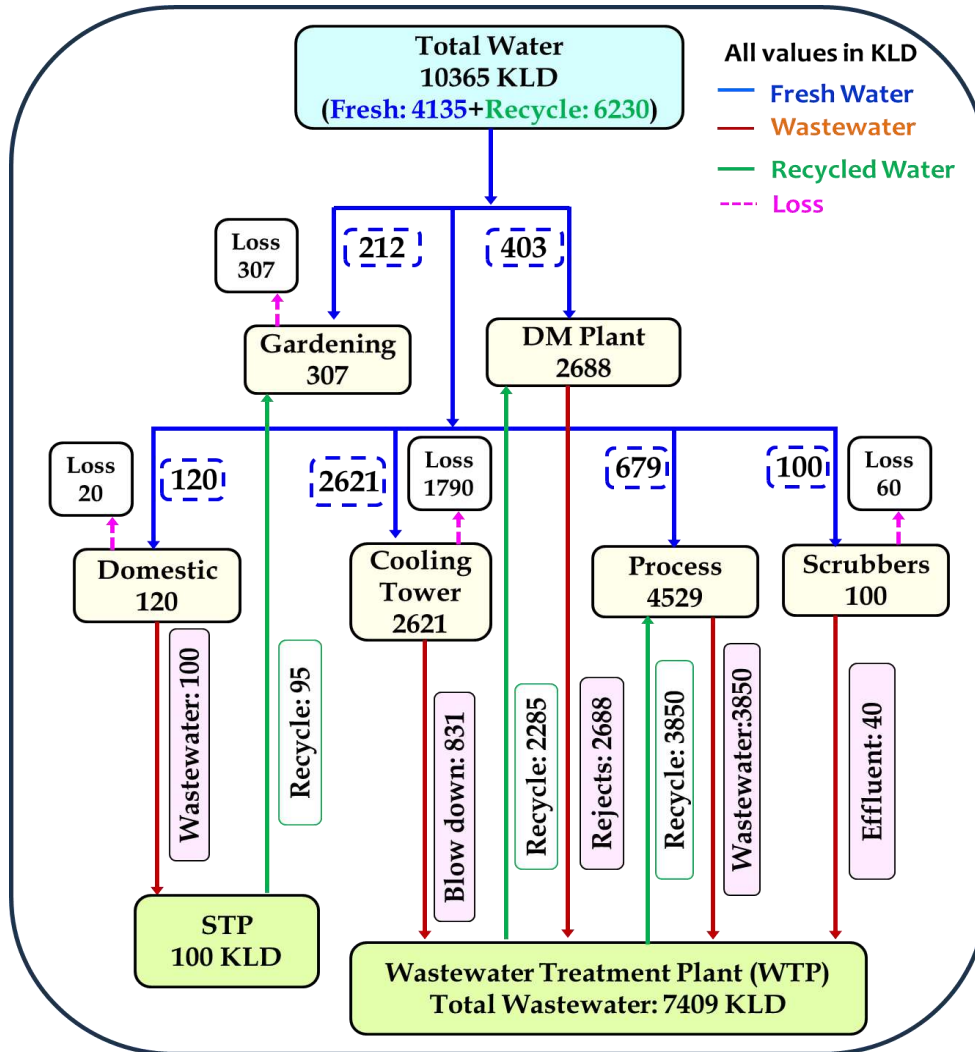 Total Water
10365 KLD
(Fresh: 4135+Recycle: 6230)
All values in KLD
Fresh Water
Wastewater
Recycled Water
Loss
Loss
307
212
403
Gardening
307
DM Plant
2688
Loss
20
120
2621
Loss
1790
679
100
Loss
60
Domestic
120
Cooling
Tower
2621
Process
4529
Scrubbers
100
Wastewater: 100
Recycle: 95
Blow down: 831
Recycle: 2285
Rejects: 2688
Recycle: 3850
Wastewater:3850
Effluent: 40
STP
100 KLD
Wastewater Treatment Plant (WTP)
Total Wastewater: 7409 KLD